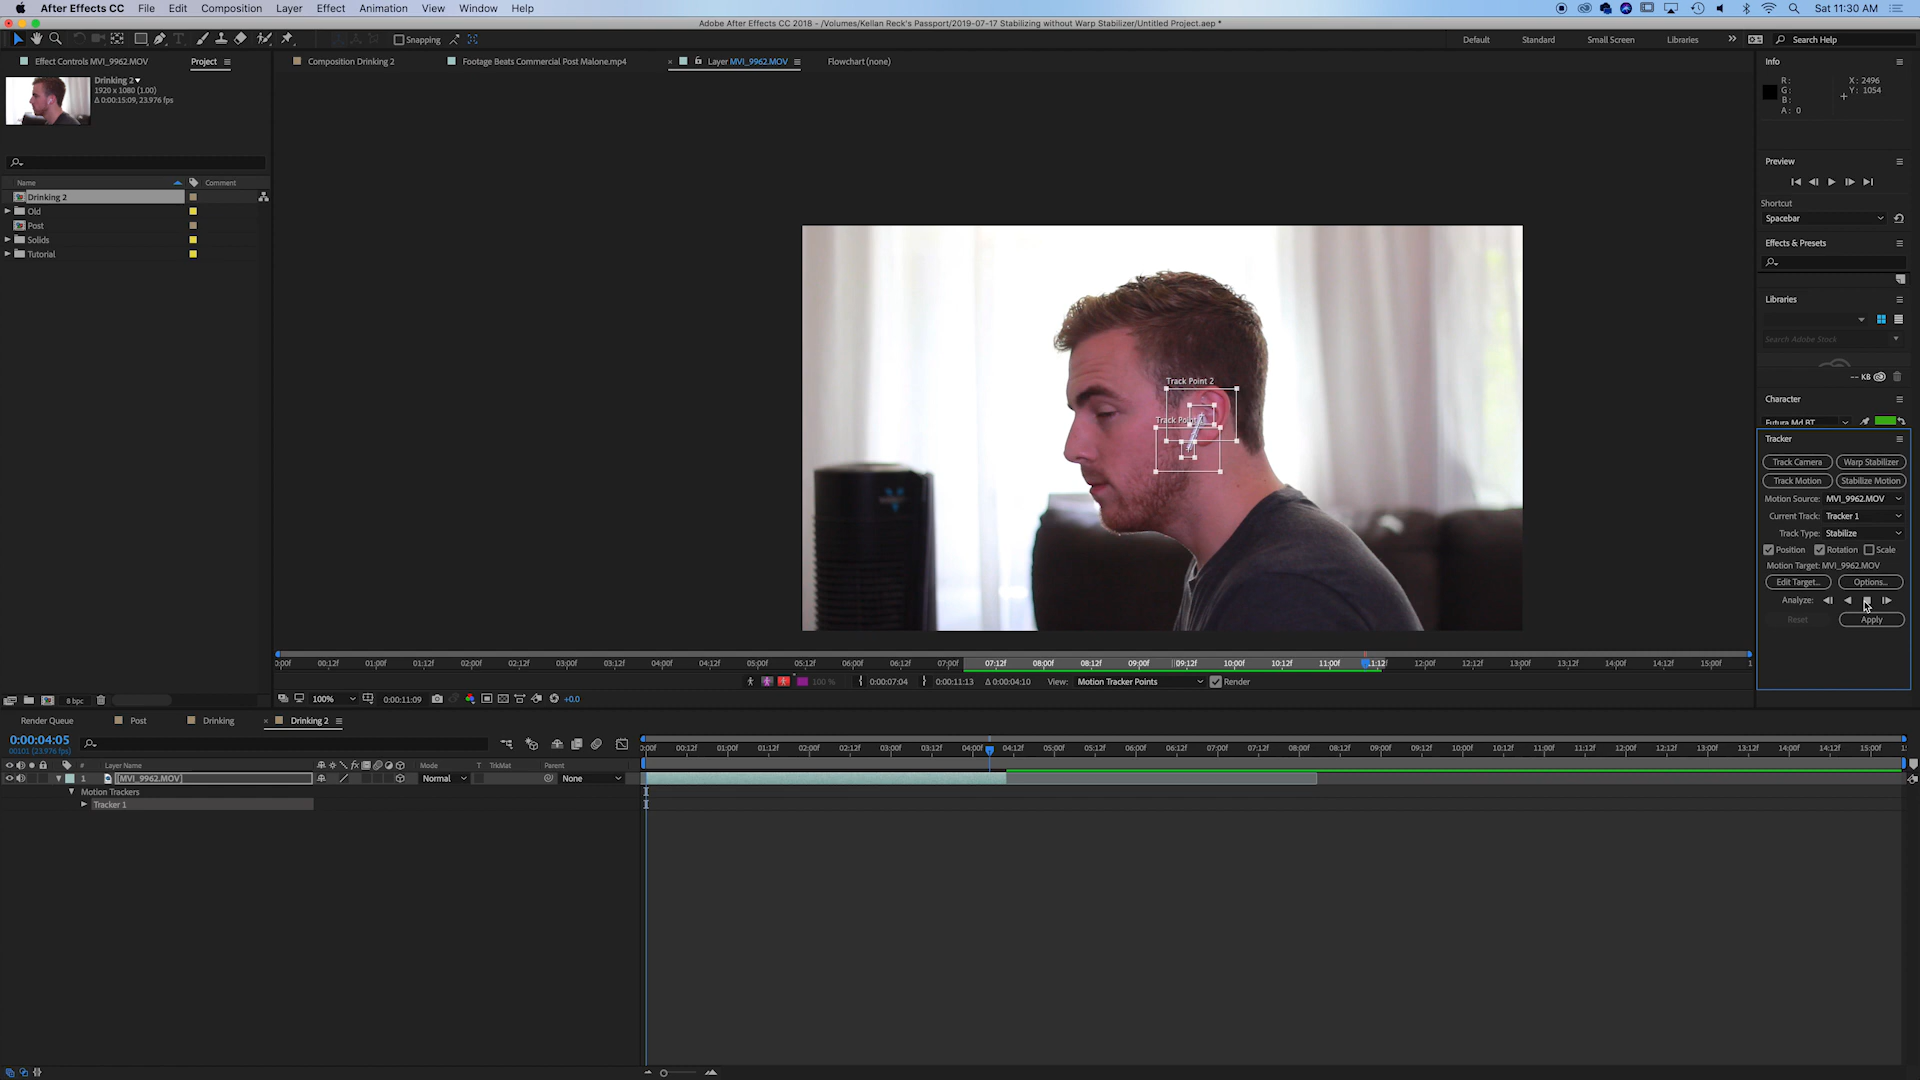 After Effects CC File Edit Composition Layer Effect Animation View Window Help Sat 11:30 AM
Adobe After Effects CC 2018 - /Volumes/Kellan Reck's Passport/2019-07-17 Stabilizing without Warp Stabilizer/Untitled Project.aep *
Snapping Default Standard Small Screen Libraries Search Help
Effect Controls MVI_9962.MOV Project Composition Drinking 2 Footage Beats Commercial Post Malone.mp4 Layer MVI_9962.MOV Flowchart (none) Info
Drinking 2
1920 x 1080 (1.00)
Δ 0:00:15:09, 23.976 fps
R:
G:
B:
A: 0
X: 2496
Y: 1054
Preview
Name Comment
Drinking 2
Old
Post
Solids
Tutorial
Shortcut
Spacebar
Effects & Presets
Libraries
Search Adobe Stock
-- KB
Character
Futura Md BT
Track Point 2
Track Point
Tracker
Track Camera Warp Stabilizer
Track Motion Stabilize Motion
Motion Source: MVI_9962.MOV
Current Track: Tracker 1
Track Type: Stabilize
Position Rotation Scale
Motion Target: MVI_9962.MOV
Edit Target... Options...
Analyze:
Reset Apply
:00f 00:12f 01:00f 01:12f 02:00f 02:12f 03:00f 03:12f 04:00f 04:12f 05:00f 05:12f 06:00f 06:12f 07:00f 07:12f 08:00f 08:12f 09:00f 09:12f 10:00f 10:12f 11:00f 11:12f 12:00f 12:12f 13:00f 13:12f 14:00f 14:12f 15:00f 1
100 % 0:00:07:04 0:00:11:13 Δ 0:00:04:10 View: Motion Tracker Points Render
8 bpc 100% 0:00:11:09 +0.0
Render Queue Post Drinking Drinking 2
0:00:04:05
00101 (23.976 fps)
:00f 00:12f 01:00f 01:12f 02:00f 02:12f 03:00f 03:12f 04:00f 04:12f 05:00f 05:12f 06:00f 06:12f 07:00f 07:12f 08:00f 08:12f 09:00f 09:12f 10:00f 10:12f 11:00f 11:12f 12:00f 12:12f 13:00f 13:12f 14:00f 14:12f 15:00f
# Layer Name Mode T TrkMat Parent
1 [MVI_9962.MOV] Normal None
Motion Trackers
Tracker 1